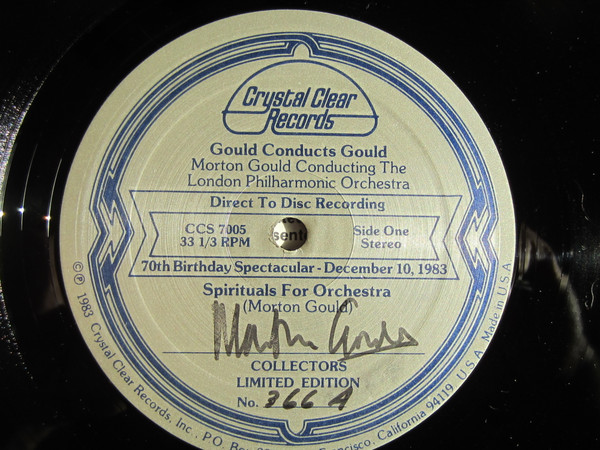 Crystal Clear
Records
Gould Conducts Gould
Morton Gould Conducting The
London Philharmonic Orchestra
Direct To Disc Recording
CCS 7005
33 1/3 RPM
Side One
Stereo
70th Birthday Spectacular - December 10, 1983
Spirituals For Orchestra
(Morton Gould)
Morton Gould
COLLECTORS
LIMITED EDITION
No. 366 A
©℗ 1983 Crystal Clear Records, Inc., P.O. Box Francisco, California 94119 U.S.A. Made in U.S.A